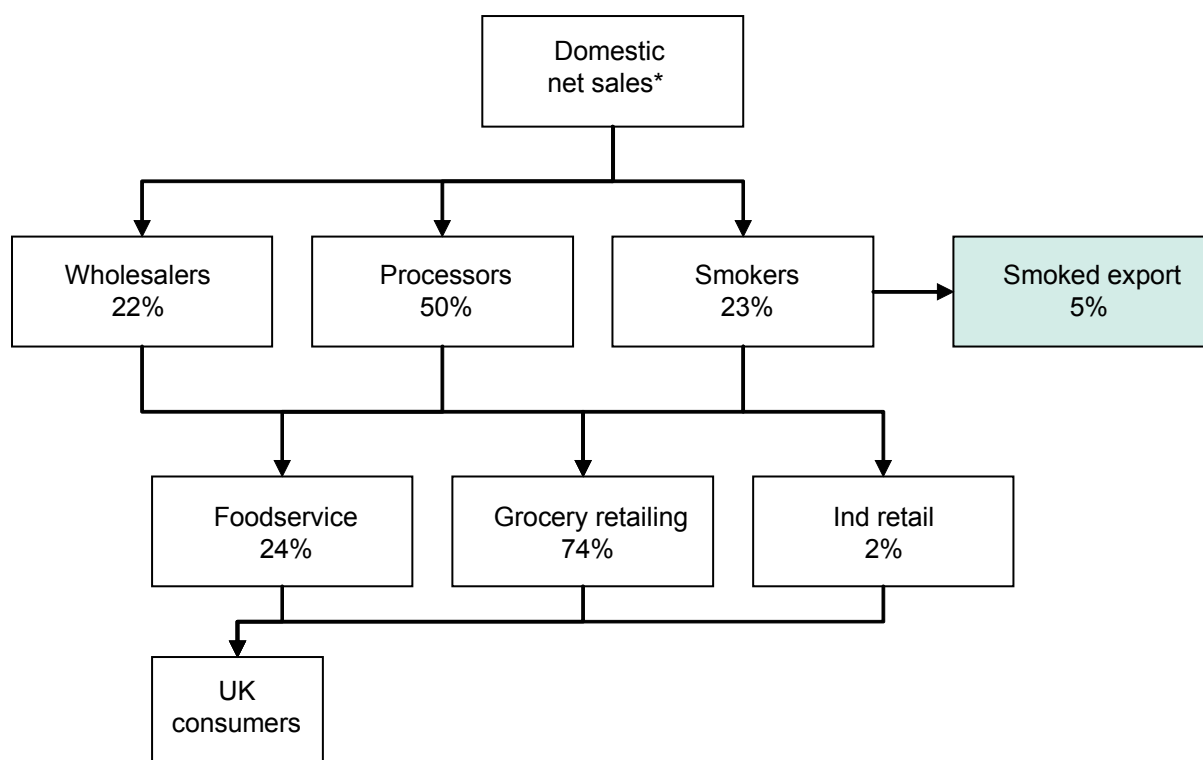 Domestic
net sales*
Wholesalers
22%
Processors
50%
Smokers
23%
Smoked export
5%
Foodservice
24%
Grocery retailing
74%
Ind retail
2%
UK
consumers